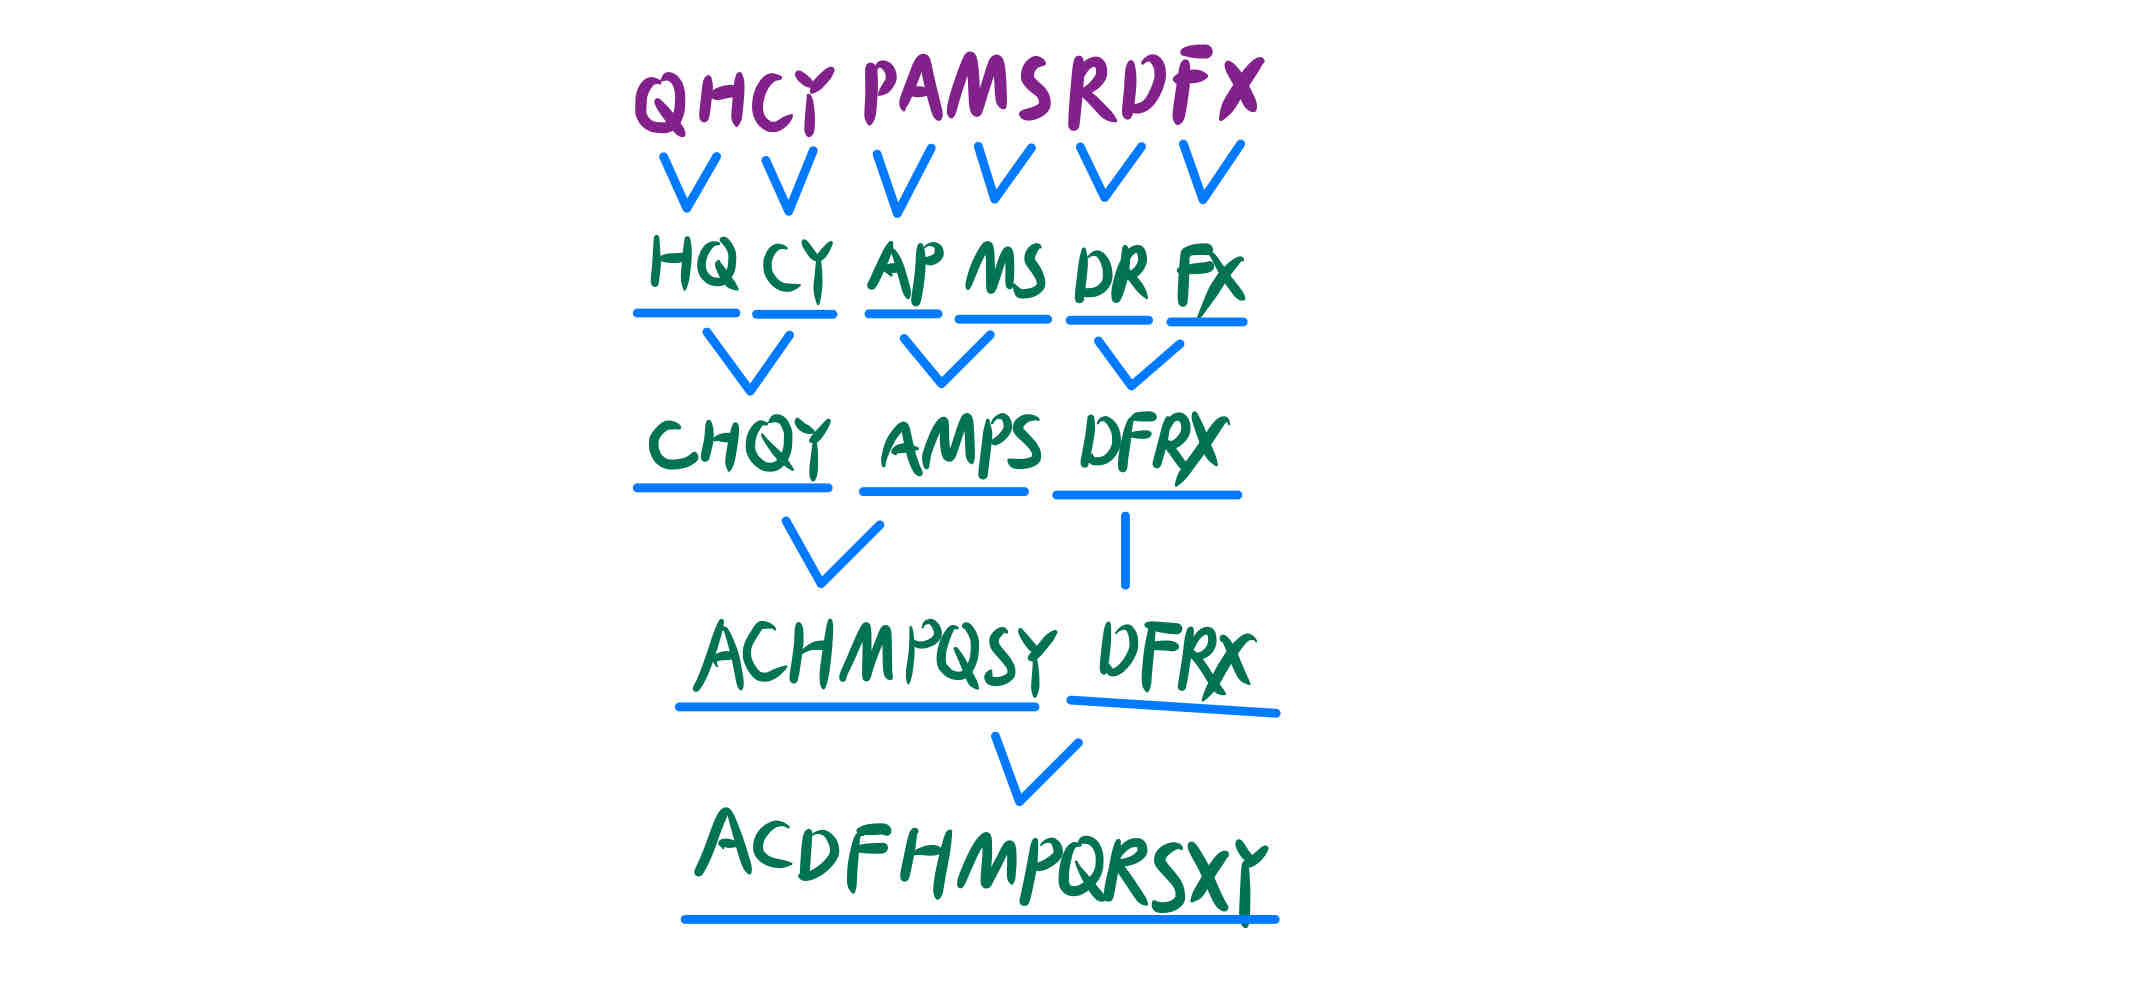 QHCY PAMS RDFX
HQ CY AP MS DR FX
CHQY AMPS DFRX
ACHMPQSY DFRX
ACDFHMPQRSXY